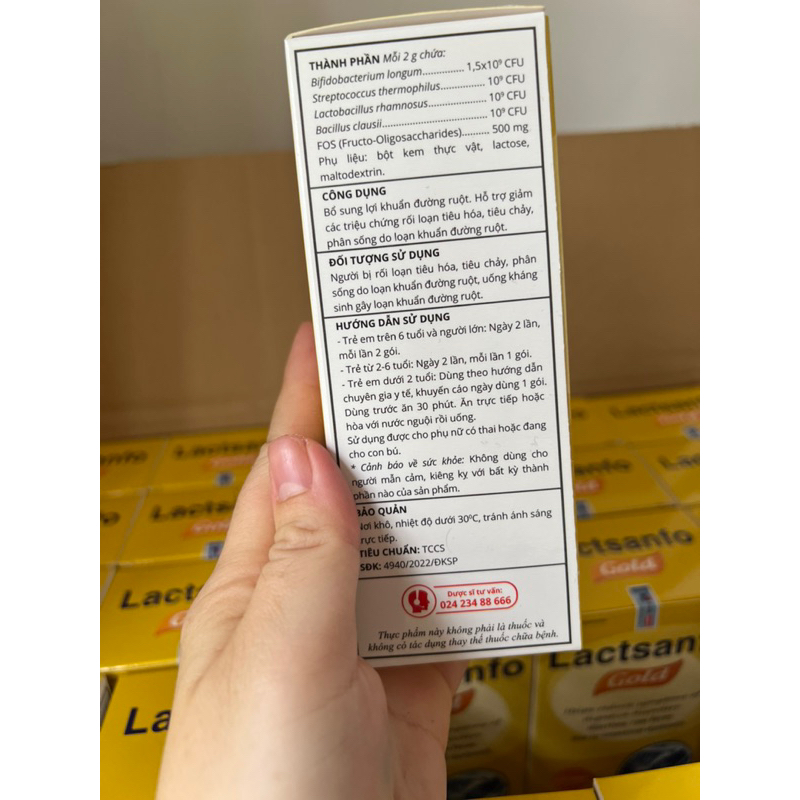 THÀNH PHẦN Mỗi 2 g chứa:
Bifidobacterium longum............... 1,5x10⁹ CFU
Streptococcus thermophilus............... 10⁹ CFU
Lactobacillus rhamnosus.................... 10⁹ CFU
Bacillus clausii.................................. 10⁹ CFU
FOS (Fructo-Oligosaccharides).......... 500 mg
Phụ liệu: bột kem thực vật, lactose,
maltodextrin.
CÔNG DỤNG
Bổ sung lợi khuẩn đường ruột. Hỗ trợ giảm
các triệu chứng rối loạn tiêu hóa, tiêu chảy,
phân sống do loạn khuẩn đường ruột.
ĐỐI TƯỢNG SỬ DỤNG
Người bị rối loạn tiêu hóa, tiêu chảy, phân
sống do loạn khuẩn đường ruột, uống kháng
sinh gây loạn khuẩn đường ruột.
HƯỚNG DẪN SỬ DỤNG
- Trẻ em trên 6 tuổi và người lớn: Ngày 2 lần,
mỗi lần 2 gói.
- Trẻ từ 2-6 tuổi: Ngày 2 lần, mỗi lần 1 gói.
- Trẻ em dưới 2 tuổi: Dùng theo hướng dẫn
chuyên gia y tế, khuyến cáo ngày dùng 1 gói.
Dùng trước ăn 30 phút. Ăn trực tiếp hoặc
hòa với nước nguội rồi uống.
Sử dụng được cho phụ nữ có thai hoặc đang
cho con bú.
* Cảnh báo về sức khỏe: Không dùng cho
người mẫn cảm, kiêng kỵ với bất kỳ thành
phần nào của sản phẩm.
BẢO QUẢN
Nơi khô, nhiệt độ dưới 30⁰C, tránh ánh sáng
trực tiếp.
TIÊU CHUẨN: TCCS
SĐK: 4940/2022/ĐKSP
Dược sĩ tư vấn:
024 234 88 666
Thực phẩm này không phải là thuốc và
không có tác dụng thay thế thuốc chữa bệnh.
Lactsanfo
Gold